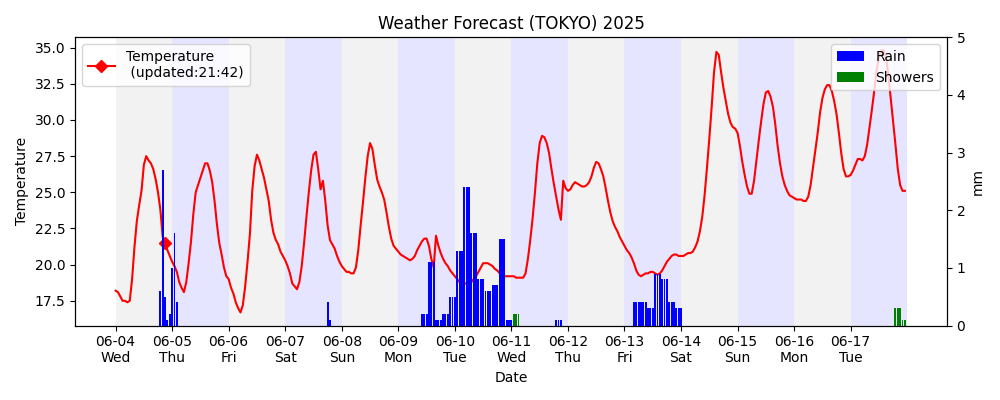 Weather Forecast (TOKYO) 2025
Temperature
(updated:21:42)
Rain
Showers
35.0
32.5
30.0
27.5
25.0
22.5
20.0
17.5
Temperature
5
4
3
2
1
0
mm
06-04 06-05 06-06 06-07 06-08 06-09 06-10 06-11 06-12 06-13 06-14 06-15 06-16 06-17
Wed Thu Fri Sat Sun Mon Tue Wed Thu Fri Sat Sun Mon Tue
Date